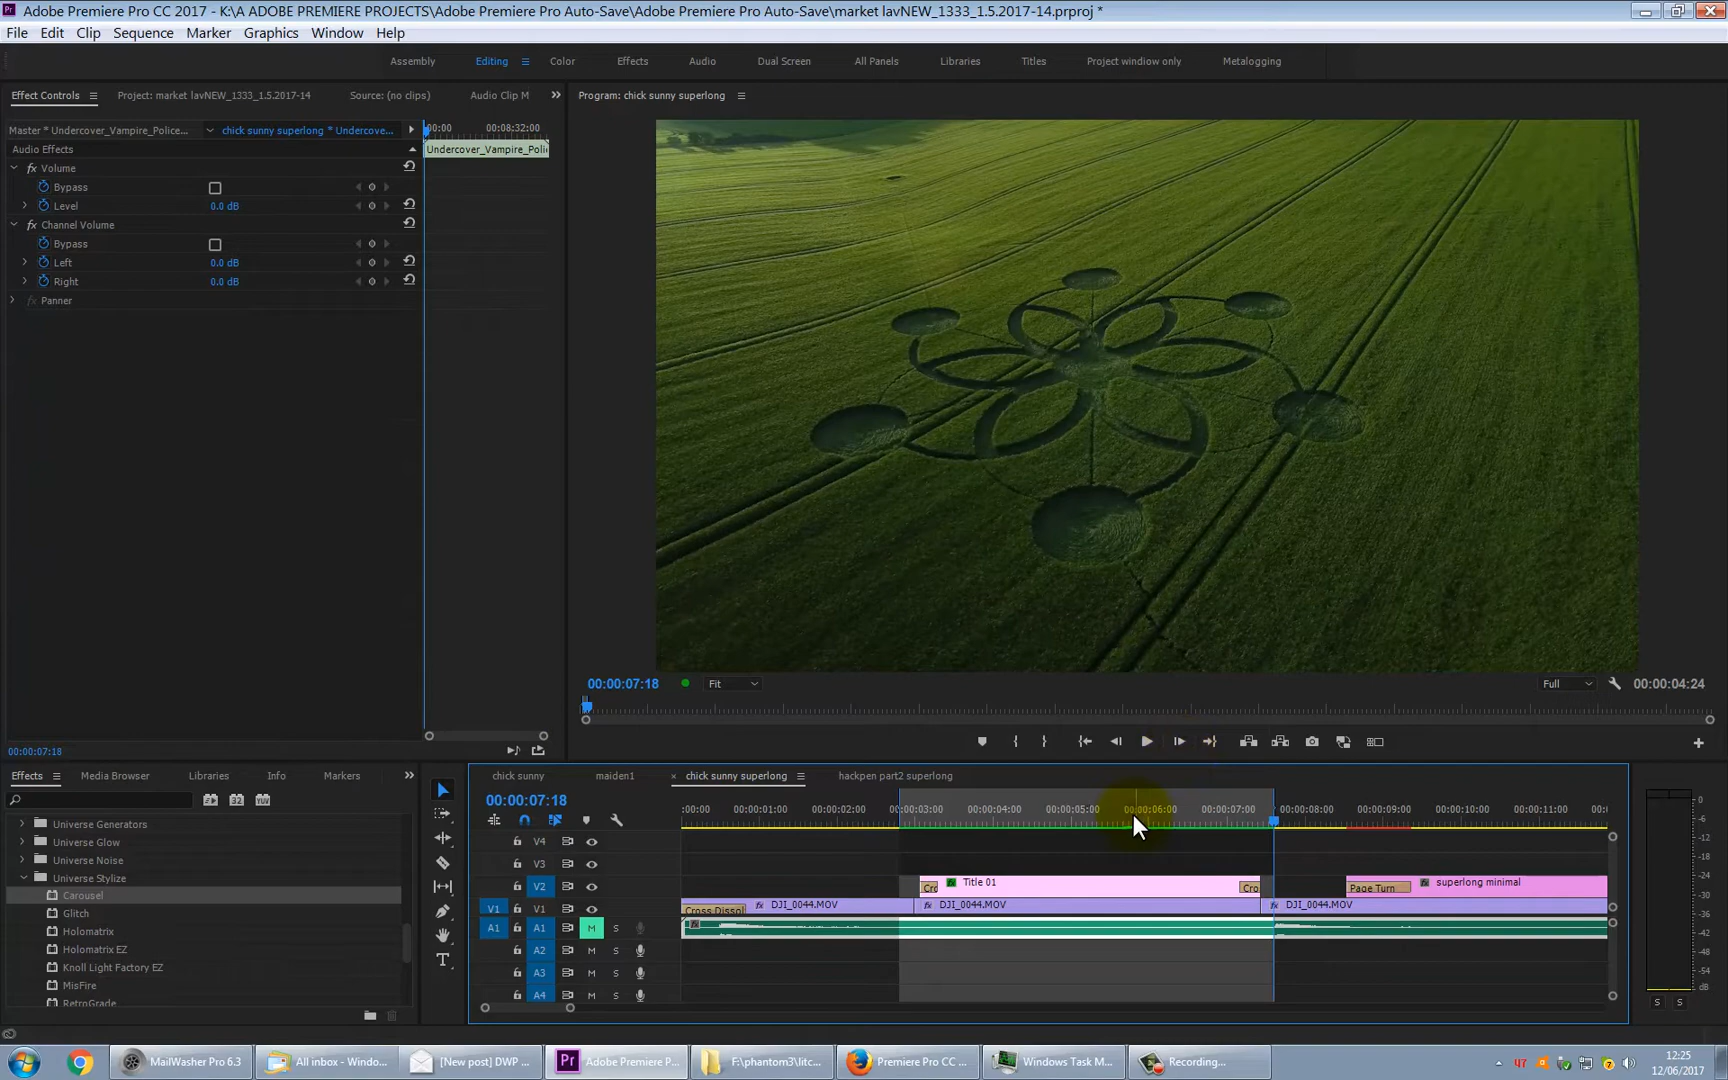 Adobe Premiere Pro CC 2017 - K:\A ADOBE PREMIERE PROJECTS\Adobe Premiere Pro Auto-Save\Adobe Premiere Pro Auto-Save\market lavNEW_1333_1.5.2017-14.prproj *
File Edit Clip Sequence Marker Graphics Window Help
Assembly Editing Color Effects Audio Dual Screen All Panels Libraries Titles Project window only Metalogging
Effect Controls Project: market lavNEW_1333_1.5.2017-14 Source: (no clips) Audio Clip M
Program: chick sunny superlong
Master * Undercover_Vampire_Police... chick sunny superlong * Undercove... :00:00 00:08:32:00
Audio Effects Undercover_Vampire_Poli
fx Volume
Bypass
Level 0.0 dB
fx Channel Volume
Bypass
Left 0.0 dB
Right 0.0 dB
fx Panner
00:00:07:18 Fit Full 00:00:04:24
00:00:07:18
Effects Media Browser Libraries Info Markers
chick sunny maiden1 × chick sunny superlong hackpen part2 superlong
00:00:07:18
:00:00 00:00:01:00 00:00:02:00 00:00:03:00 00:00:04:00 00:00:05:00 00:00:06:00 00:00:07:00 00:00:08:00 00:00:09:00 00:00:10:00 00:00:11:00
Universe Generators
Universe Glow
Universe Noise
Universe Stylize
Carousel
Glitch
Holomatrix
Holomatrix EZ
Knoll Light Factory EZ
MisFire
RetroGrade
V4
V3
V2 Cro fx Title 01 Cro Page Turn fx superlong minimal
V1 V1 Cross Dissol fx DJI_0044.MOV fx DJI_0044.MOV fx DJI_0044.MOV
A1 A1 M S fx
A2 M S
A3 M S
A4 M S
0
-6
-12
-18
-24
-30
-36
-42
-48
-54
dB
S S
MailWasher Pro 6.3 All inbox - Windo... [New post] DWP ... Pr Adobe Premiere P... F:\phantom3\litc... Premiere Pro CC ... Windows Task M... Recording...
12:25
12/06/2017